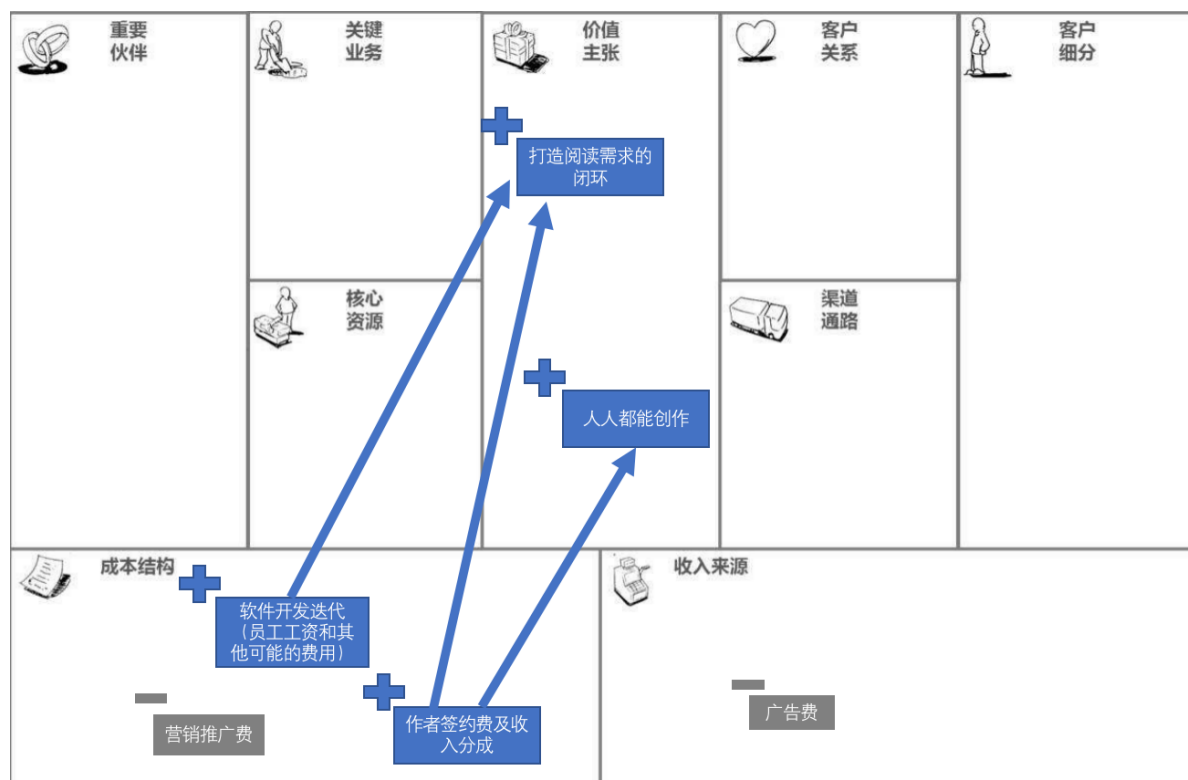 重要
伙伴
关键
业务
价值
主张
客户
关系
客户
细分
打造阅读需求的
闭环
核心
资源
渠道
通路
人人都能创作
成本结构
收入来源
软件开发迭代
（员工工资和其
他可能的费用）
营销推广费
作者签约费及收
入分成
广告费